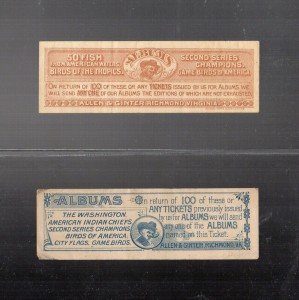 50 FISH
FROM AMERICAN WATERS.
BIRDS OF THE TROPICS.
ALBUMS
SECOND SERIES
CHAMPIONS.
GAME BIRDS OF AMERICA
ON RETURN OF 100 OF THESE OR ANY TICKETS ISSUED BY US FOR ALBUMS WE
WILL SEND ANY ONE OF OUR ALBUMS THE EDITIONS OF WHICH ARE NOT EXHAUSTED.
ALLEN & GINTER, RICHMOND, VIRGINIA.
ALBUMS
THE WASHINGTON,
AMERICAN INDIAN CHIEFS,
SECOND SERIES CHAMPIONS
BIRDS OF AMERICA
CITY FLAGS, GAME BIRDS.
On return of 100 of these or
any TICKETS previously issued
by us for ALBUMS we will send
any one of the ALBUMS
named on this Ticket.
ALLEN & GINTER, RICHMOND, VA.